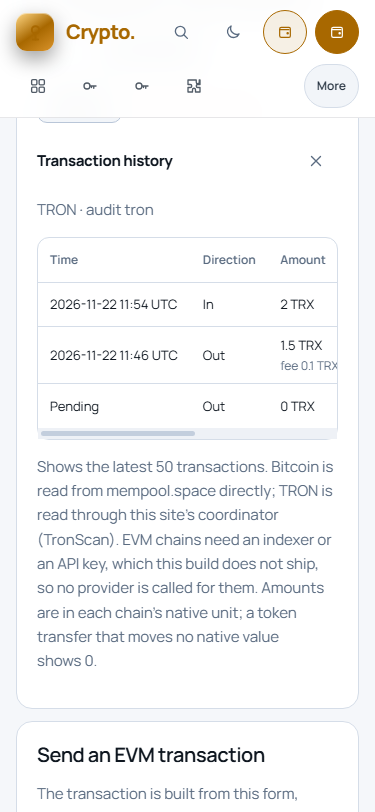 Crypto.
More
Transaction history
TRON · audit tron
Time Direction Amount
2026-11-22 11:54 UTC In 2 TRX
2026-11-22 11:46 UTC Out 1.5 TRX
fee 0.1 TRX
Pending Out 0 TRX
Shows the latest 50 transactions. Bitcoin is
read from mempool.space directly; TRON is
read through this site's coordinator
(TronScan). EVM chains need an indexer or
an API key, which this build does not ship,
so no provider is called for them. Amounts
are in each chain's native unit; a token
transfer that moves no native value
shows 0.
Send an EVM transaction
The transaction is built from this form,